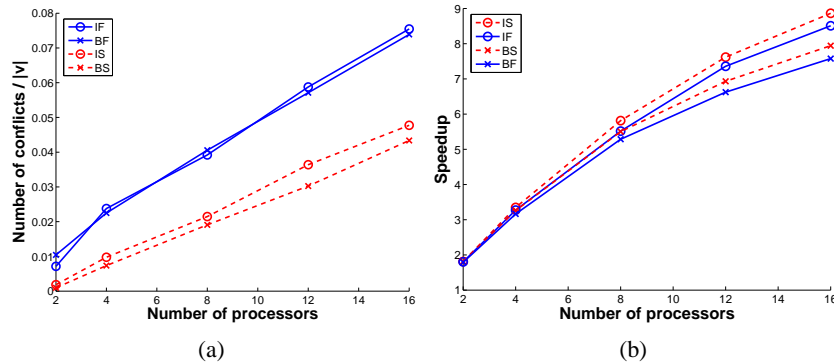 0.08
0.07
0.06
0.05
0.04
0.03
0.02
0.01
0
Number of conflicts / |v|
IF
BF
IS
BS
2
4
6
8
10
12
14
16
Number of processors
(a)
9
8
7
6
5
4
3
2
1
Speedup
IS
IF
BS
BF
2
4
6
8
10
12
14
16
Number of processors
(b)